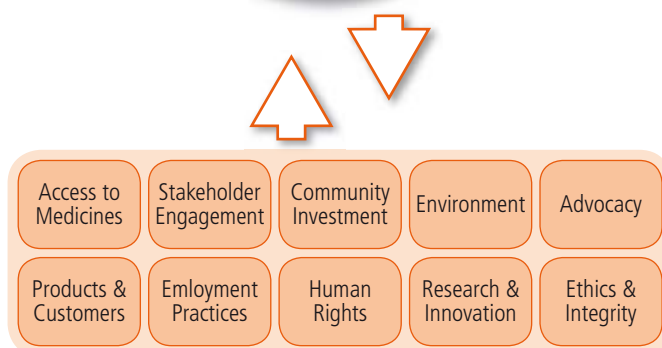 Access to
Medicines
Stakeholder
Engagement
Community
Investment
Environment
Advocacy
Products &
Customers
Emloyment
Practices
Human
Rights
Research &
Innovation
Ethics &
Integrity